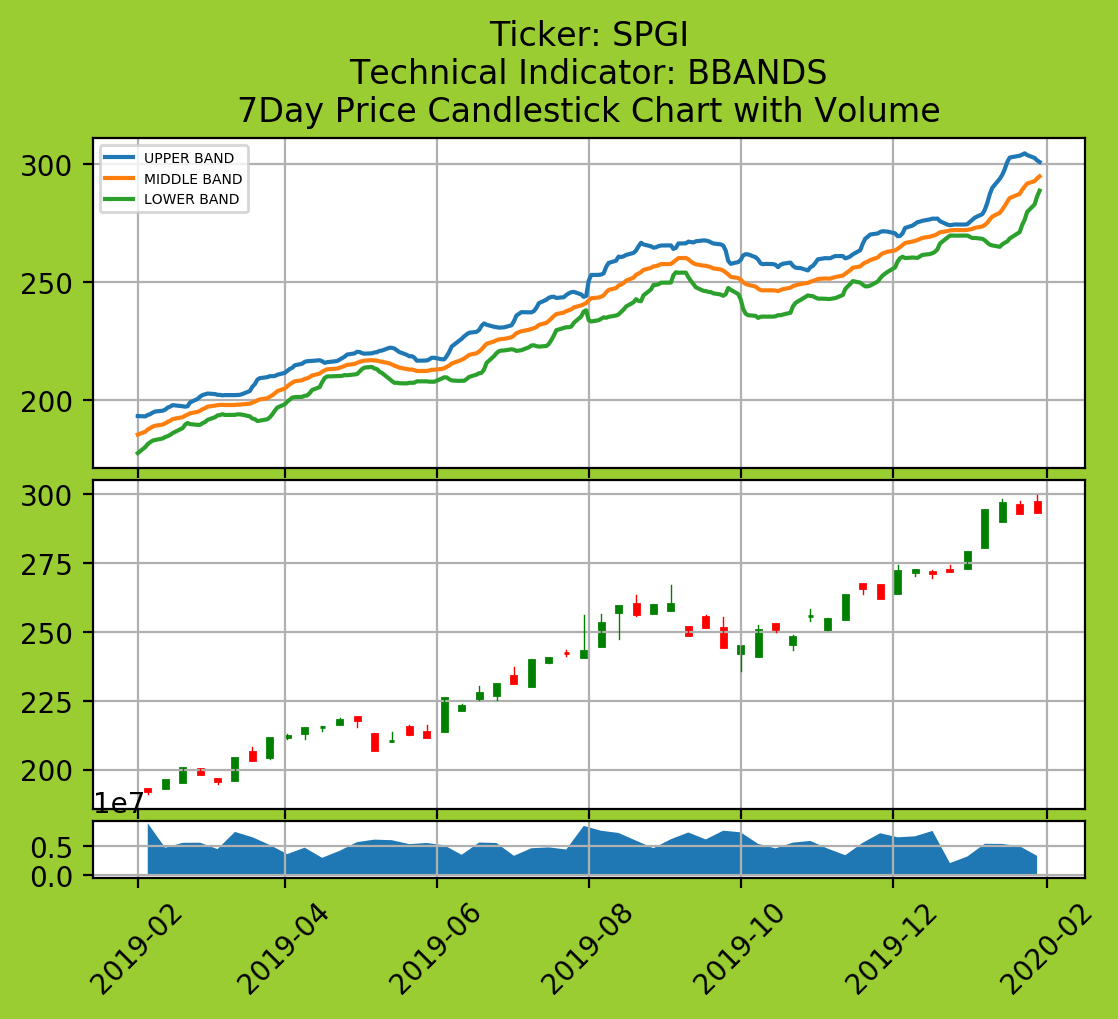 Ticker: SPGI
Technical Indicator: BBANDS
7Day Price Candlestick Chart with Volume
UPPER BAND
MIDDLE BAND
LOWER BAND
300
250
200
300
275
250
225
200
1e7
0.5
0.0
2019-02
2019-04
2019-06
2019-08
2019-10
2019-12
2020-02